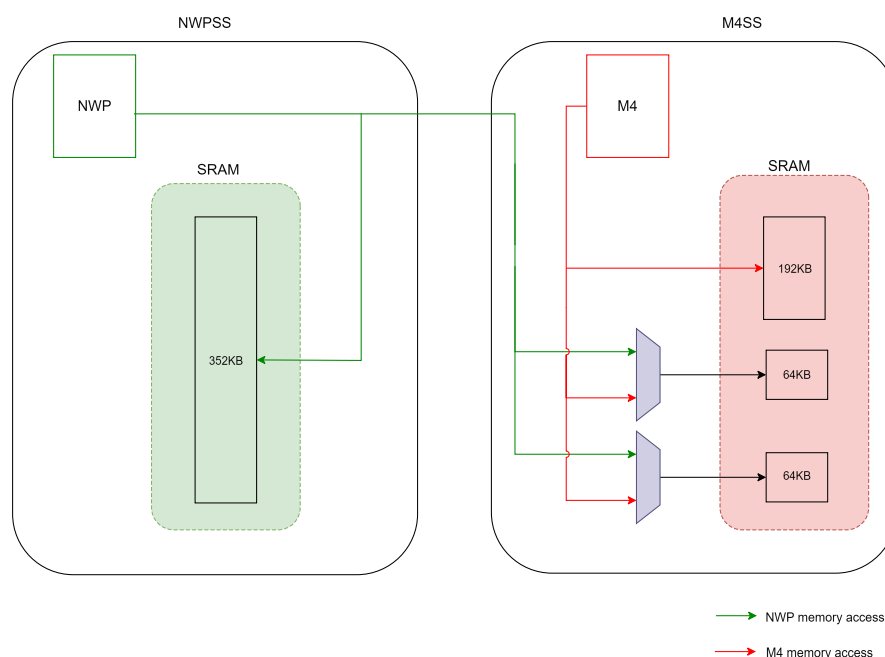 NWPSS
M4SS
NWP
M4
SRAM
SRAM
192KB
352KB
64KB
64KB
NWP memory access
M4 memory access